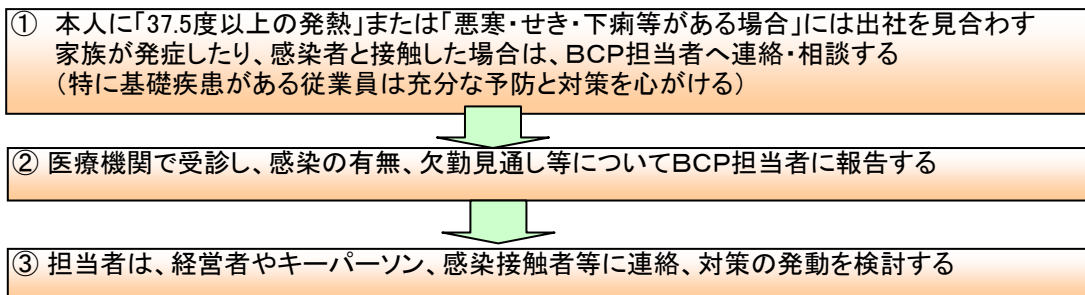 ① 本人に「37.5度以上の発熱」または「悪寒・せき・下痢等がある場合」には出社を見合わす
家族が発症したり、感染者と接触した場合は、BCP担当者へ連絡・相談する
(特に基礎疾患がある従業員は充分な予防と対策を心がける)
② 医療機関で受診し、感染の有無、欠勤見通し等についてBCP担当者に報告する
③ 担当者は、経営者やキーパーソン、感染接触者等に連絡、対策の発動を検討する